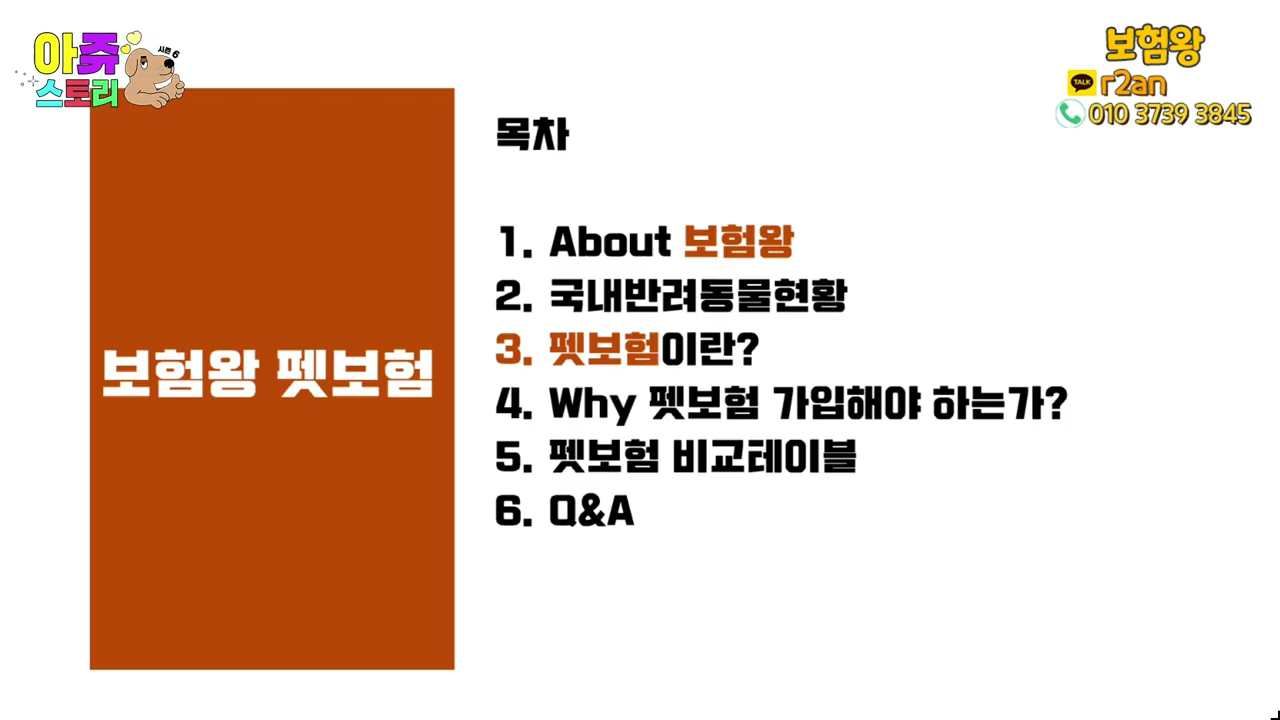 아쥬
스토리
시즌 6
보험왕
TALK
r2an
010 3739 3845
목차
1. About 보험왕
2. 국내반려동물현황
3. 펫보험이란?
4. Why 펫보험 가입해야 하는가?
5. 펫보험 비교테이블
6. Q&A
보험왕 펫보험